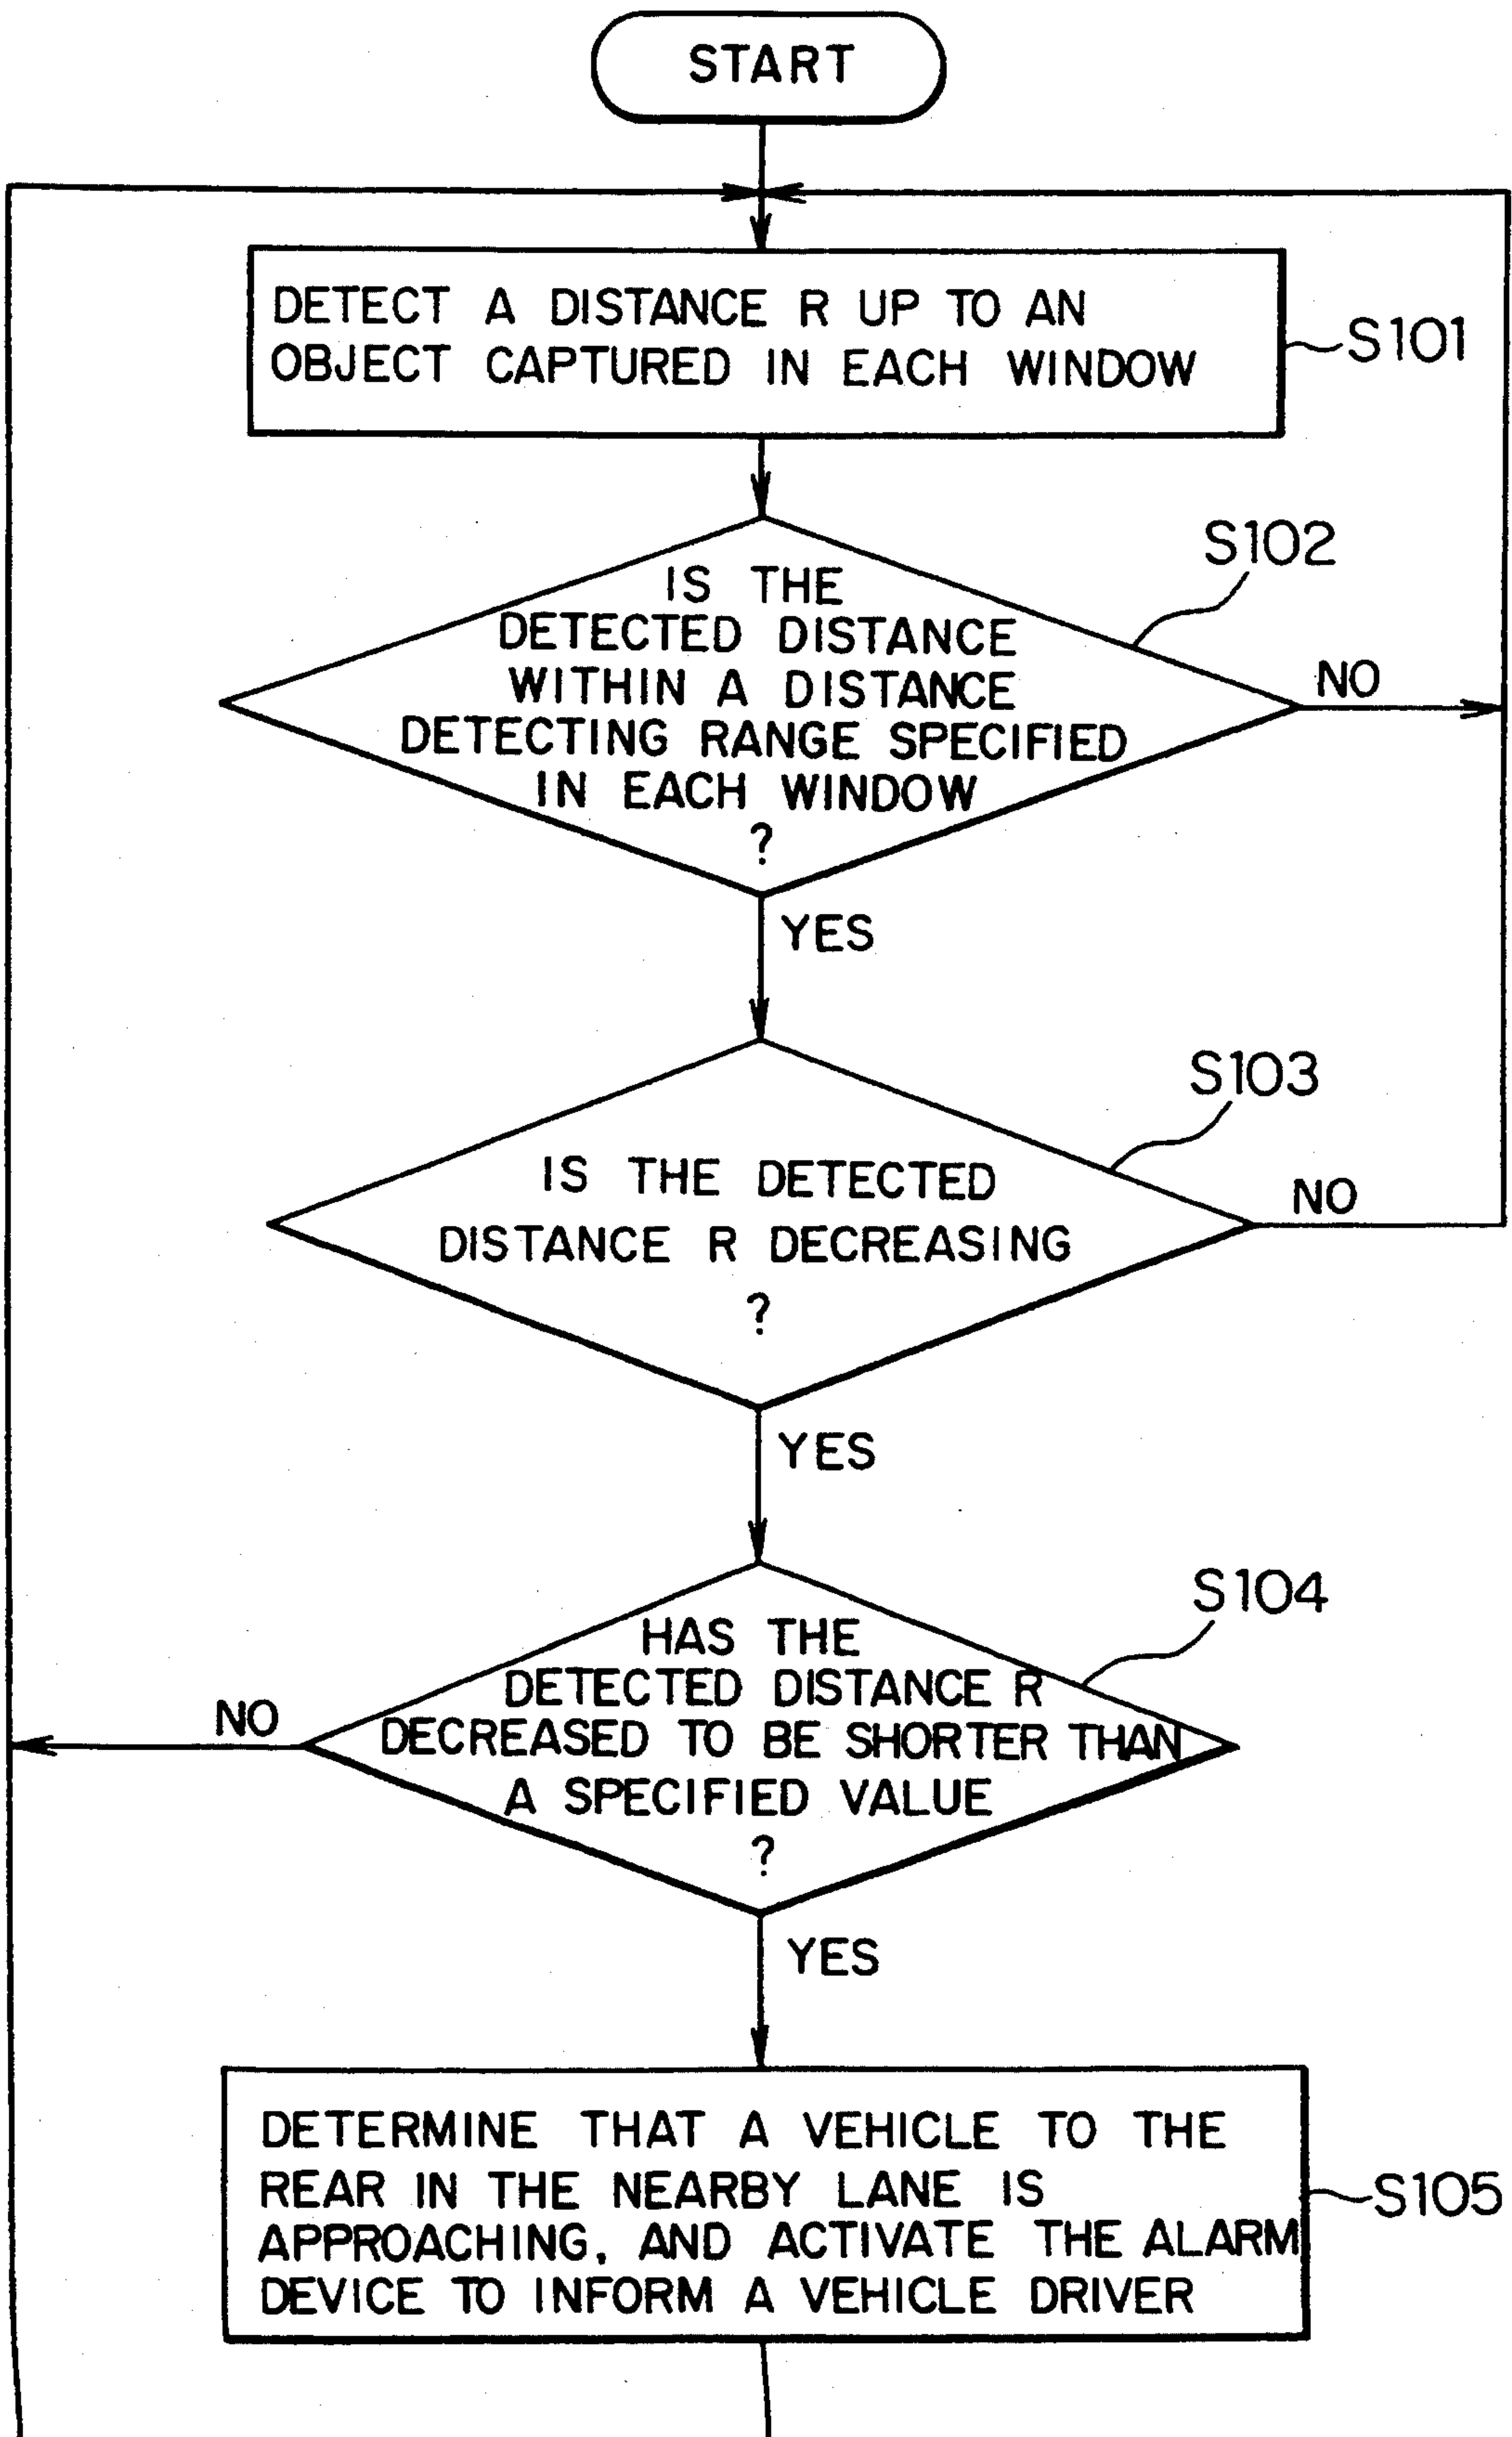 START
DETECT A DISTANCE R UP TO AN
OBJECT CAPTURED IN EACH WINDOW
S101
S102
IS THE
DETECTED DISTANCE
WITHIN A DISTANCE
DETECTING RANGE SPECIFIED
IN EACH WINDOW
?
NO
YES
S103
IS THE DETECTED
DISTANCE R DECREASING
?
NO
YES
S104
HAS THE
DETECTED DISTANCE R
DECREASED TO BE SHORTER THAN
A SPECIFIED VALUE
?
NO
YES
DETERMINE THAT A VEHICLE TO THE
REAR IN THE NEARBY LANE IS
APPROACHING, AND ACTIVATE THE ALARM
DEVICE TO INFORM A VEHICLE DRIVER
S105